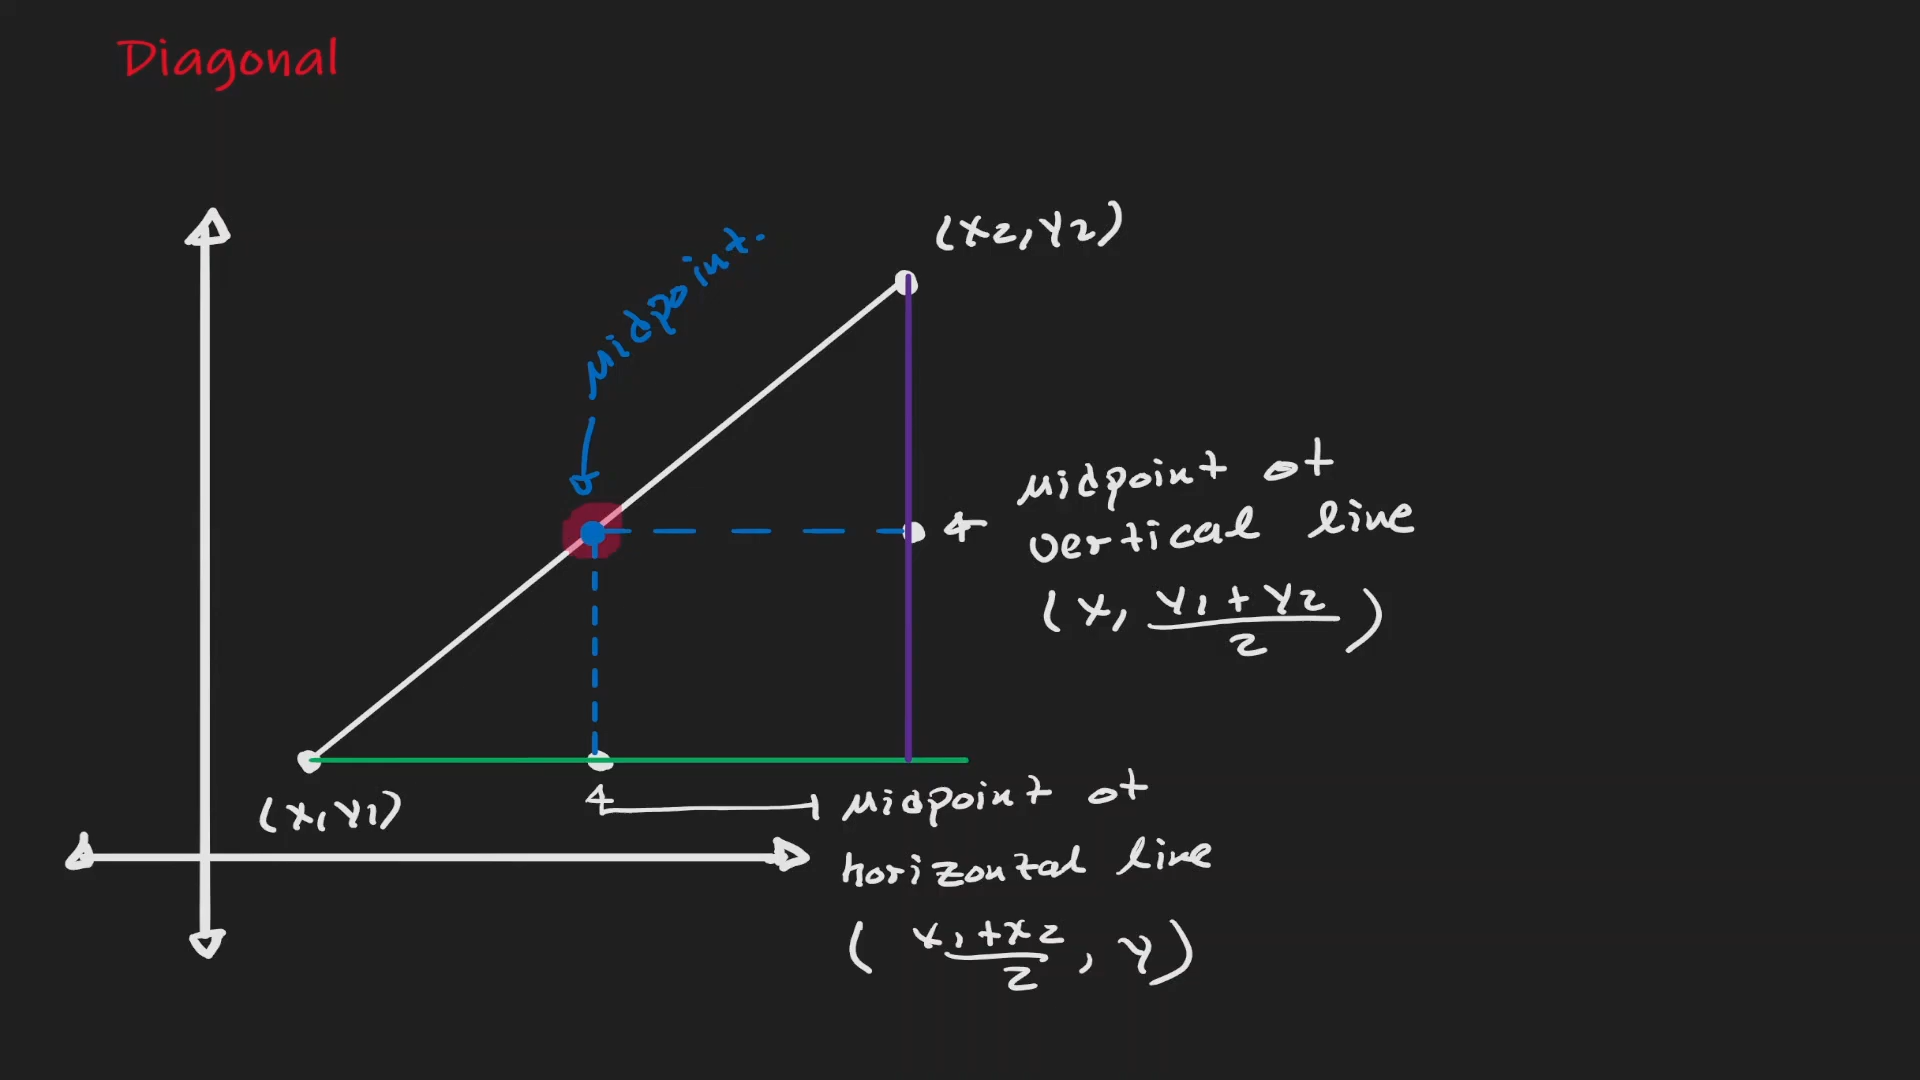 Diagonal
(x2, y2)
midpoint.
midpoint of
vertical line
(x, y1 + y2 / 2)
(x1, y1)
midpoint of
horizontal line
(x1 + x2 / 2, y)